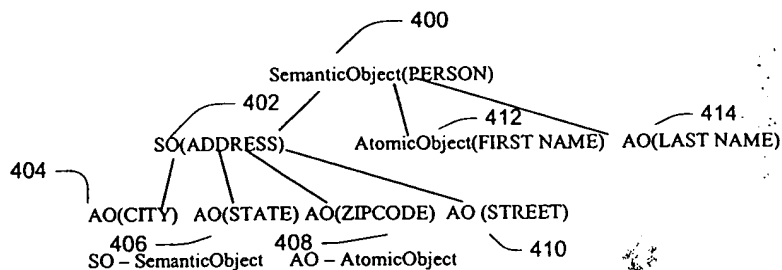 400
SemanticObject(PERSON)
402
412
414
SO(ADDRESS)
AtomicObject(FIRST NAME) AO(LAST NAME)
404
AO(CITY) AO(STATE) AO(ZIPCODE) AO (STREET)
406
408
410
SO – SemanticObject AO – AtomicObject